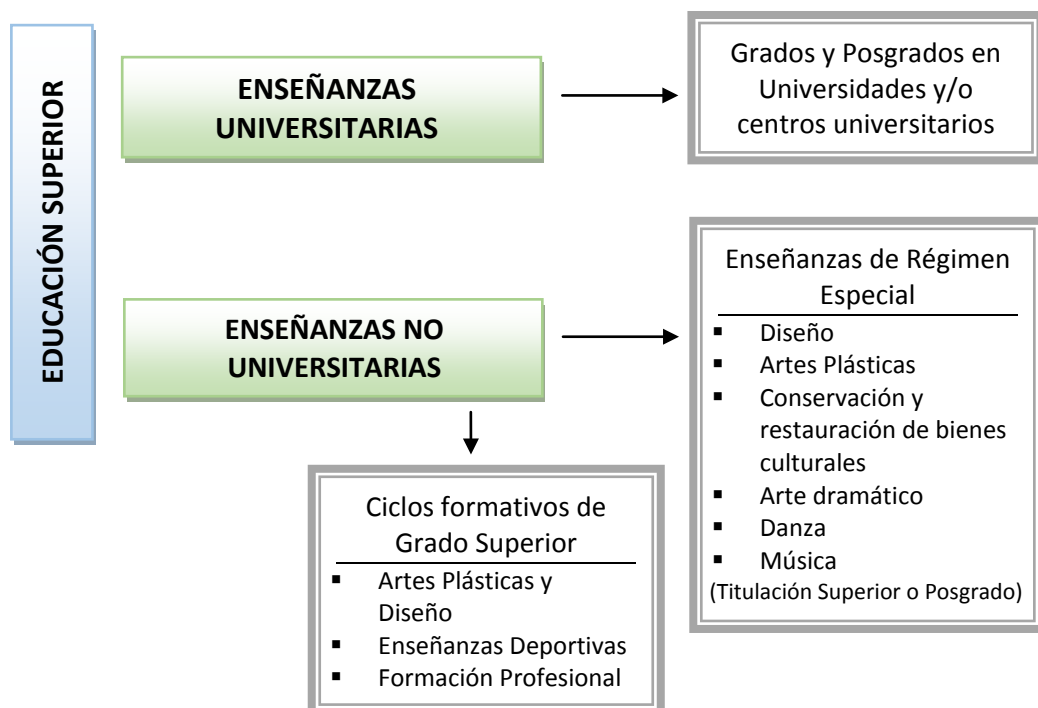 EDUCACIÓN SUPERIOR
ENSEÑANZAS
UNIVERSITARIAS
Grados y Posgrados en
Universidades y/o
centros universitarios
ENSEÑANZAS NO
UNIVERSITARIAS
Enseñanzas de Régimen
Especial
▪ Diseño
▪ Artes Plásticas
▪ Conservación y
restauración de bienes
culturales
▪ Arte dramático
▪ Danza
▪ Música
(Titulación Superior o Posgrado)
Ciclos formativos de
Grado Superior
▪ Artes Plásticas y
Diseño
▪ Enseñanzas Deportivas
▪ Formación Profesional